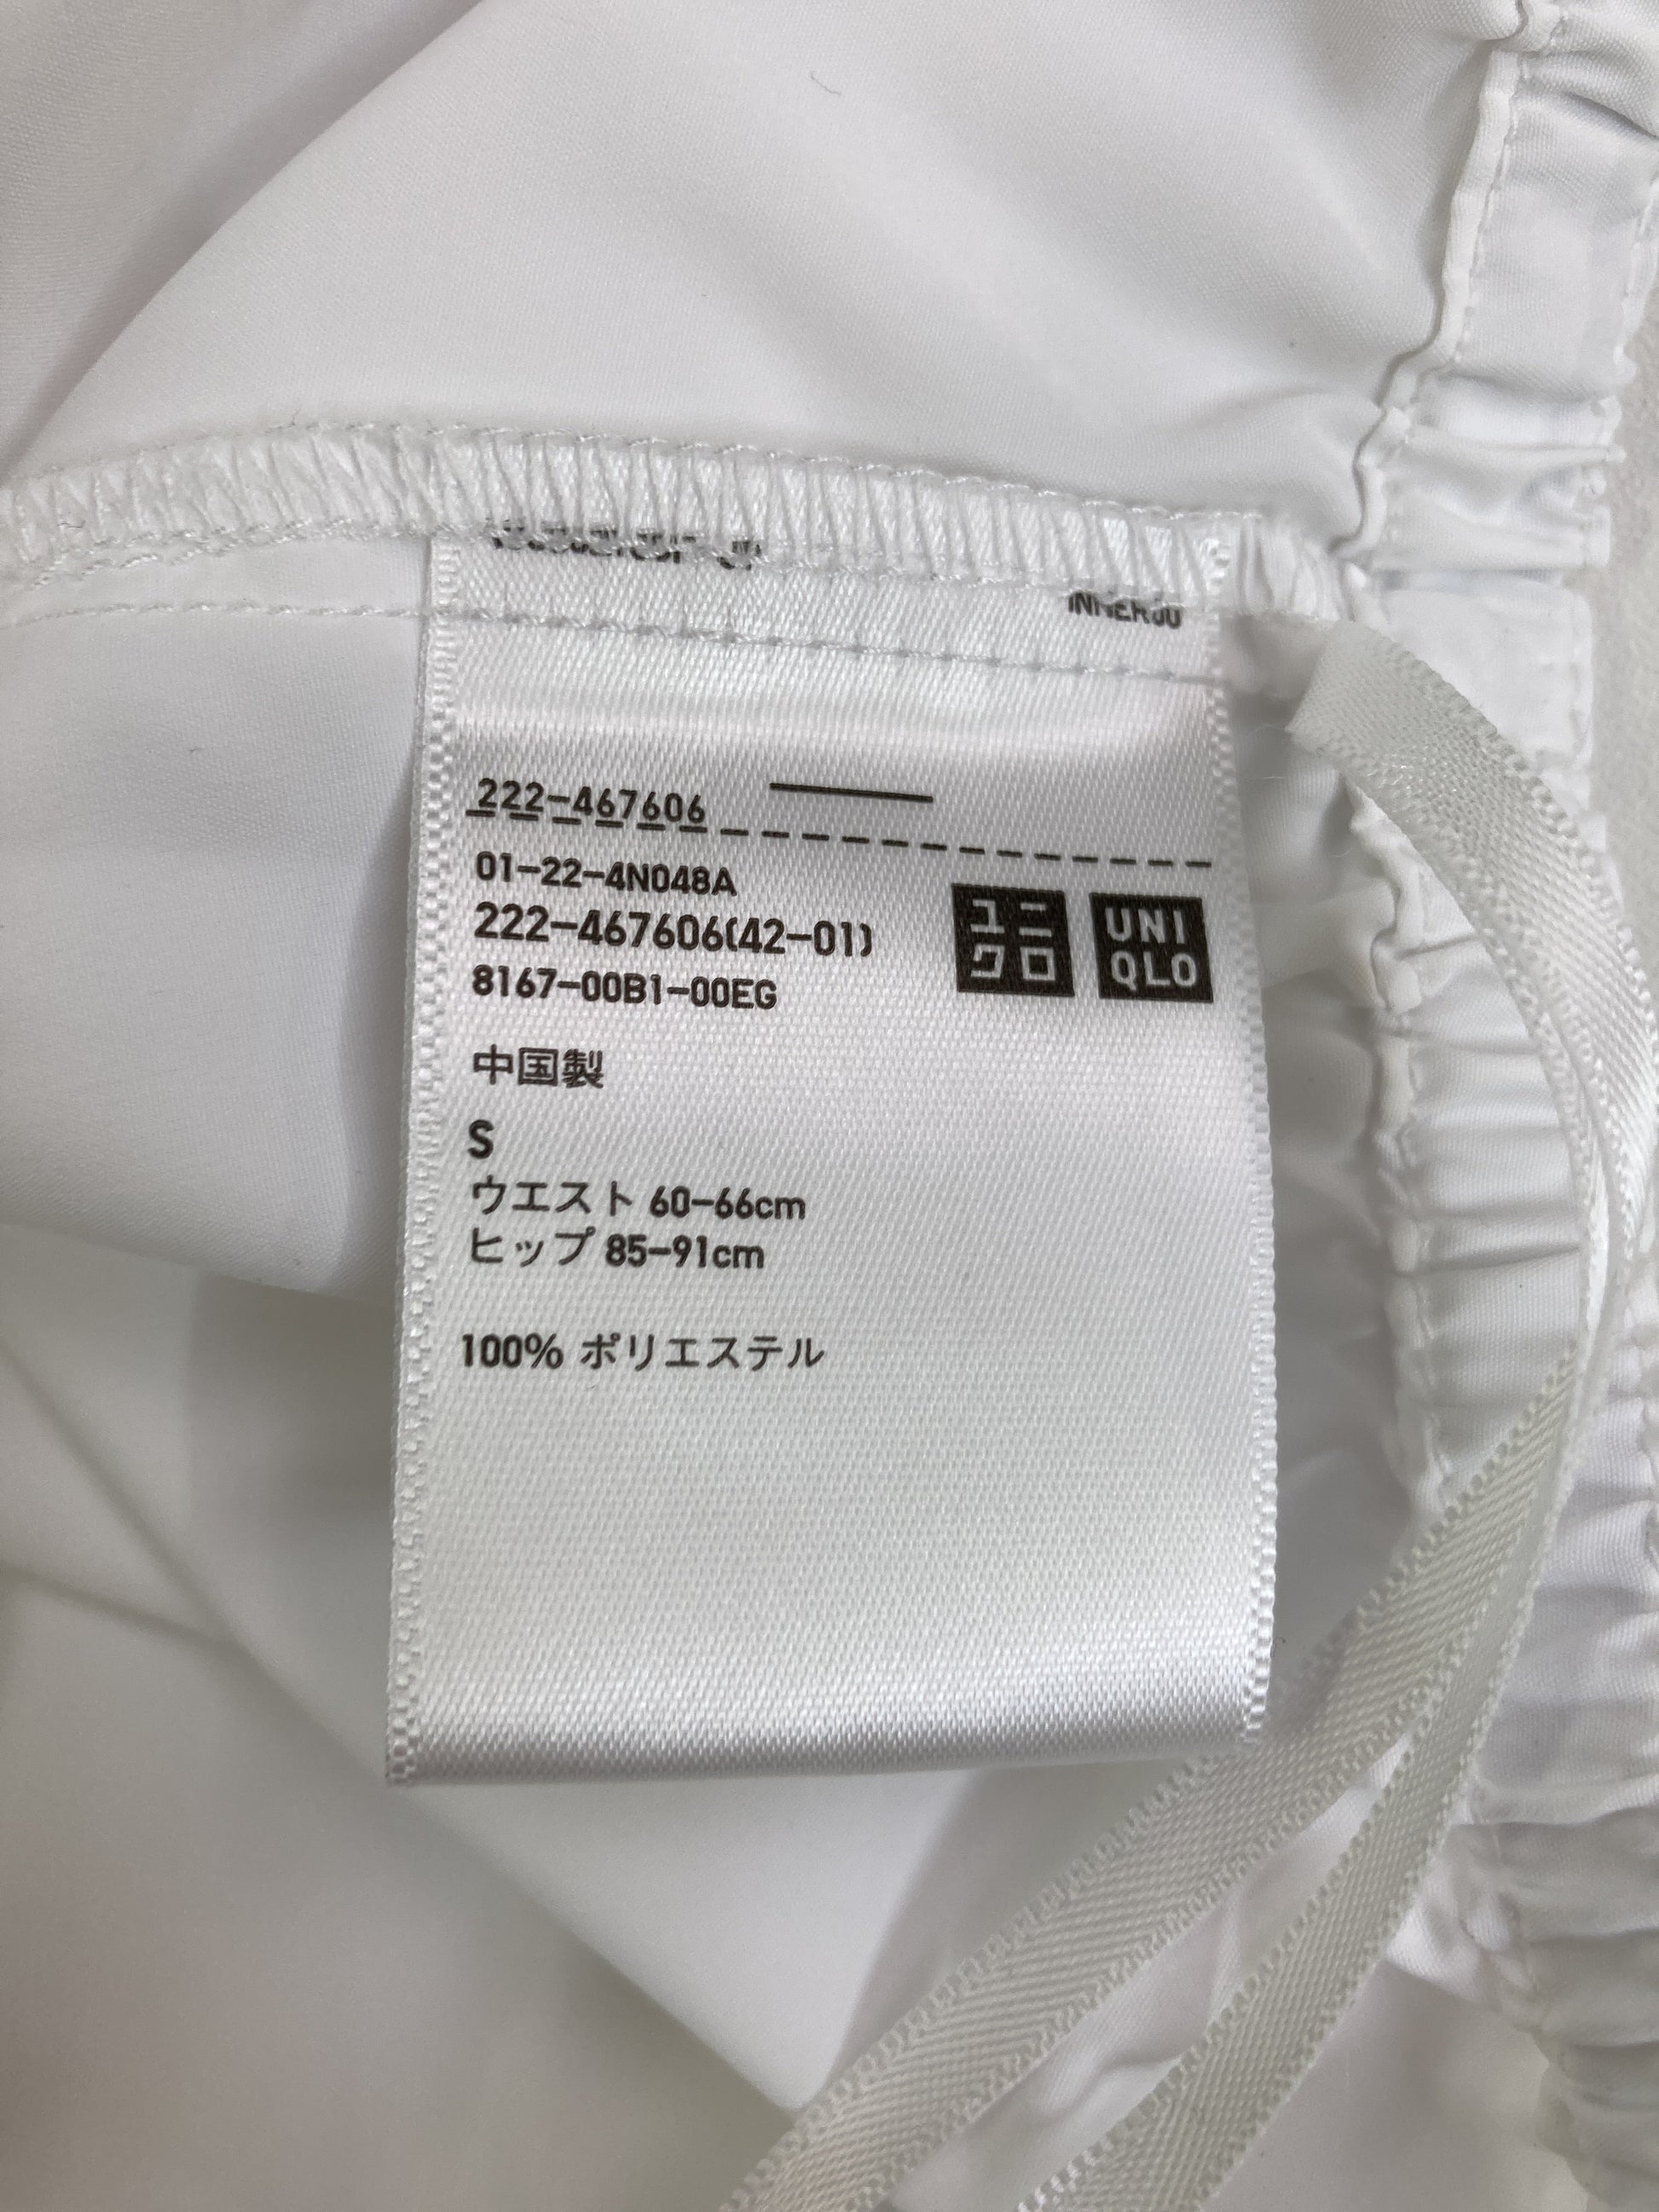 222-467606
01-22-4N048A
222-467606(42-01)
8167-00B1-00EG
ユニ
クロ
UNI
QLO
中国製
S
ウエスト 60-66cm
ヒップ 85-91cm
100% ポリエステル